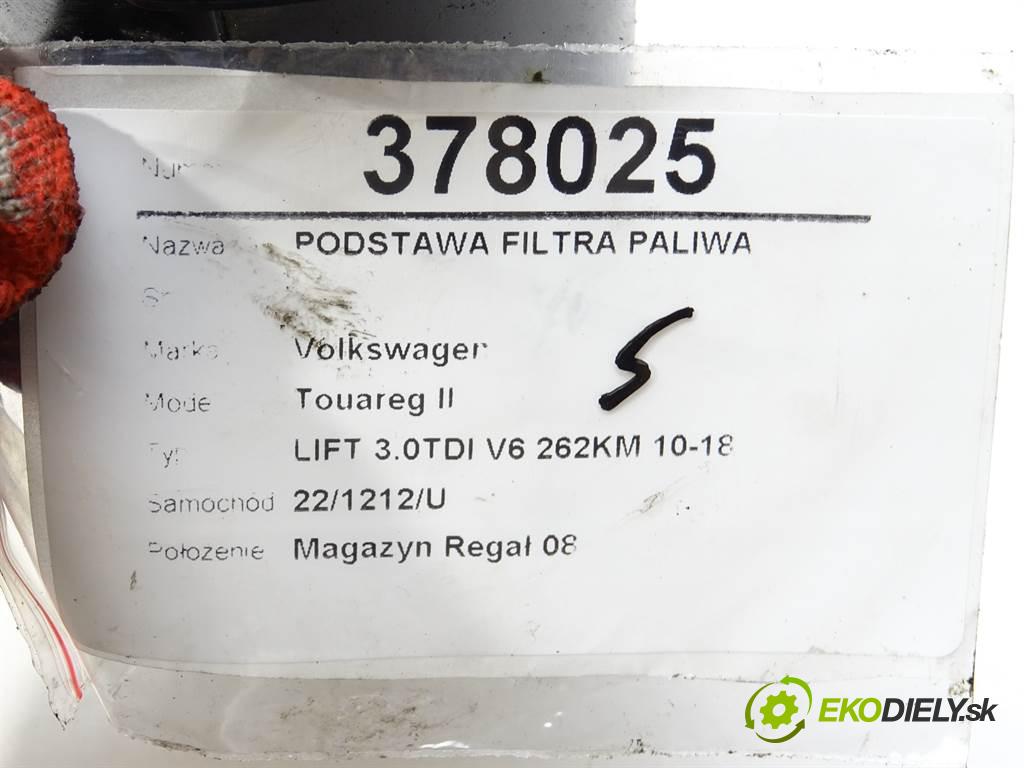 378025
Nazwa PODSTAWA FILTRA PALIWA
Marka Volkswagen
Model Touareg II
Typ LIFT 3.0TDI V6 262KM 10-18
Samochód 22/1212/U
Położenie Magazyn Regał 08
S
EKODIELY.sk